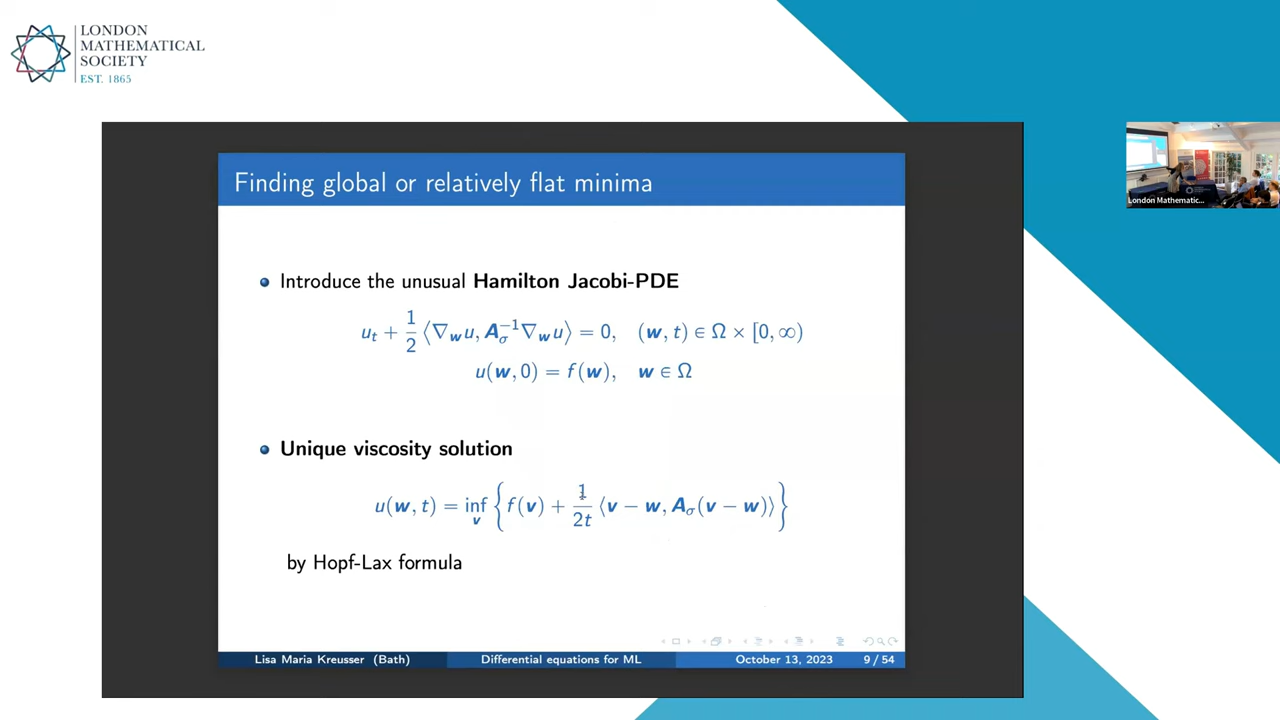 LONDON
MATHEMATICAL
SOCIETY
EST. 1865
London Mathematic...
Finding global or relatively flat minima
Introduce the unusual Hamilton Jacobi-PDE
u_t + 1/2 ⟨∇_w u, A_σ^{-1} ∇_w u⟩ = 0, (w, t) ∈ Ω × [0, ∞)
u(w, 0) = f(w), w ∈ Ω
Unique viscosity solution
u(w, t) = inf_v { f(v) + 1/2t ⟨v − w, A_σ(v − w)⟩ }
by Hopf-Lax formula
Lisa Maria Kreusser (Bath) Differential equations for ML October 13, 2023 9 / 54